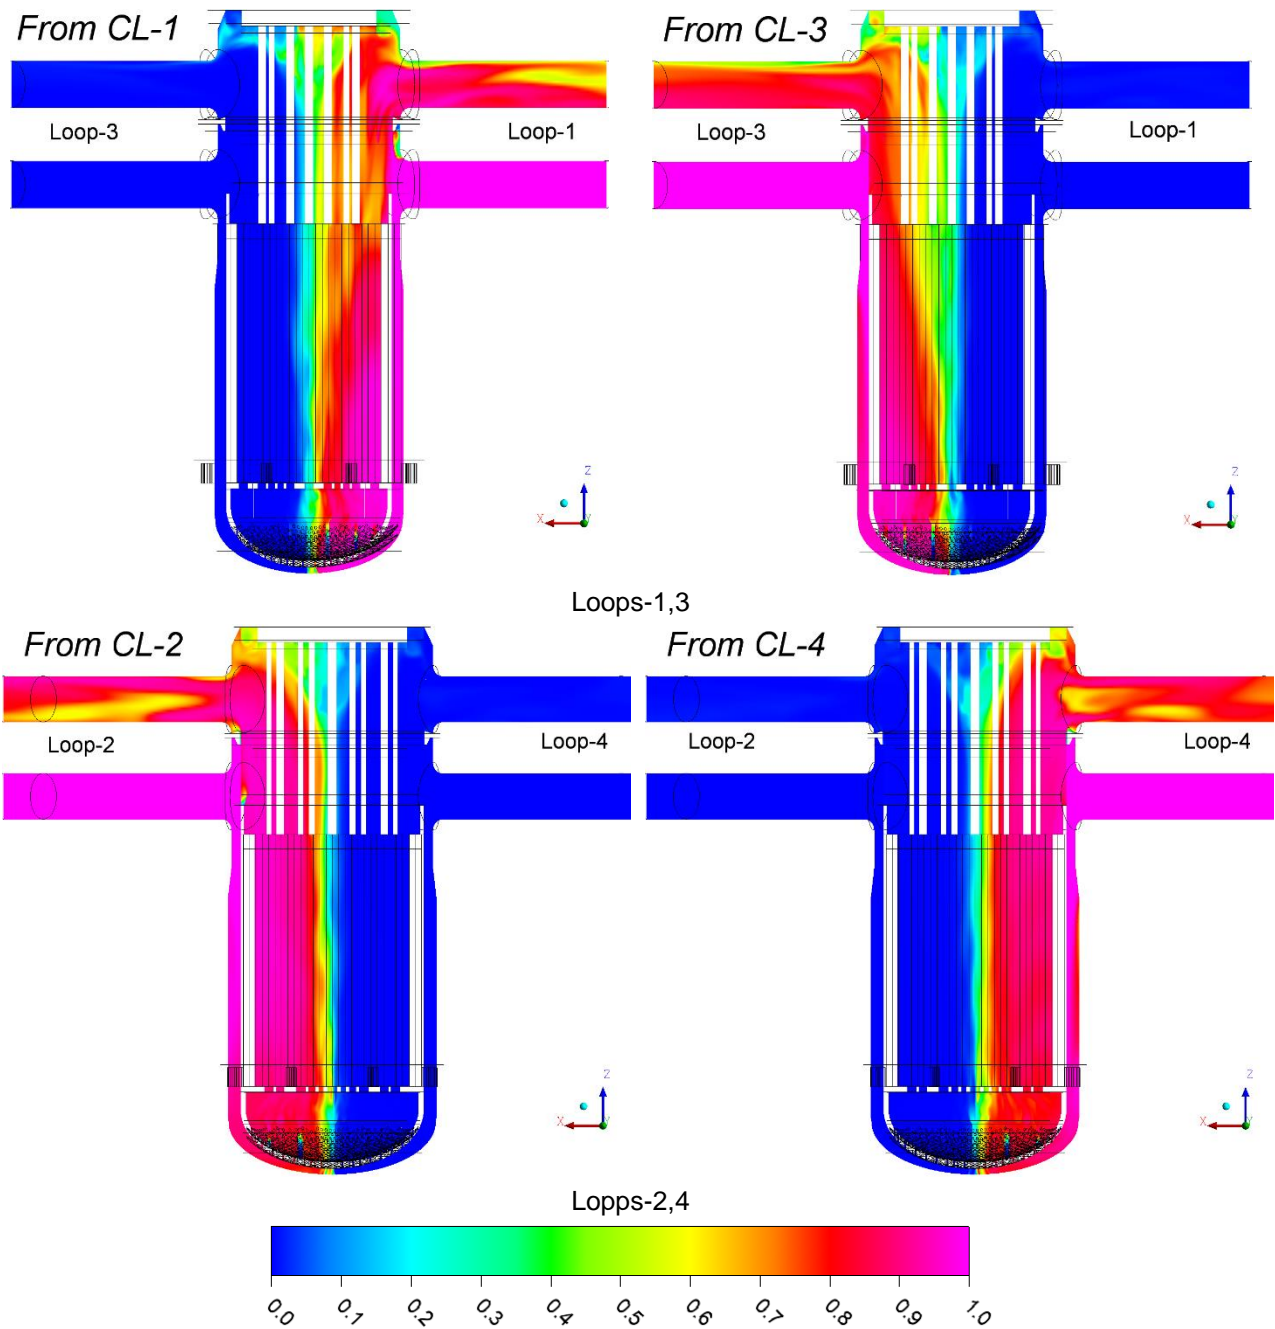 From CL-1
From CL-3
Loop-3
Loop-1
Loop-3
Loop-1
Z
X
Y
Z
X
Y
Loops-1,3
From CL-2
From CL-4
Loop-2
Loop-4
Loop-2
Loop-4
Z
X
Y
Z
X
Y
Lopps-2,4
0.0 0.1 0.2 0.3 0.4 0.5 0.6 0.7 0.8 0.9 1.0